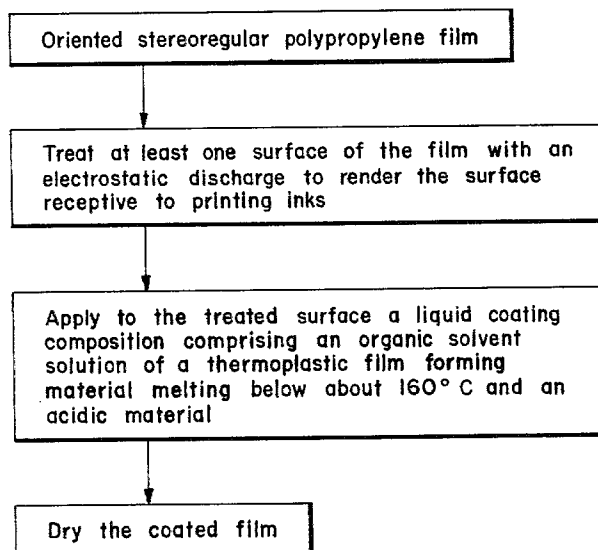 Oriented stereoregular polypropylene film
Treat at least one surface of the film with an
electrostatic discharge to render the surface
receptive to printing inks
Apply to the treated surface a liquid coating
composition comprising an organic solvent
solution of a thermoplastic film forming
material melting below about 160° C and an
acidic material
Dry the coated film